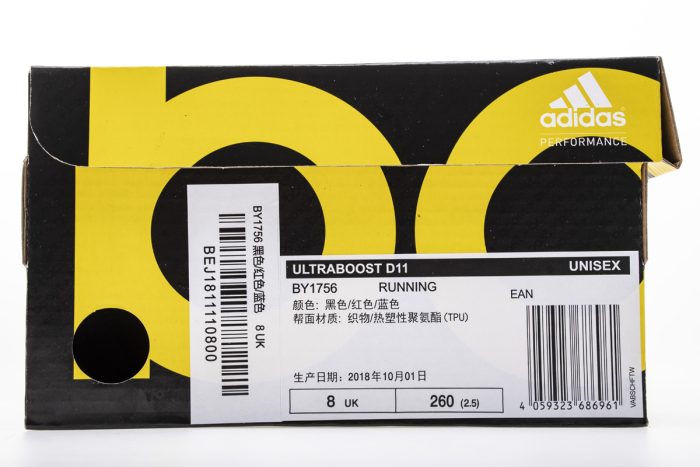 adidas
PERFORMANCE
BY1756 黑色/红色/蓝色 8 UK
BEJ1811110800
ULTRABOOST D11 UNISEX
BY1756 RUNNING
EAN
颜色: 黑色/红色/蓝色
帮面材质: 织物/热塑性聚氨酯(TPU)
生产日期: 2018年10月01日
8 UK 260 (2.5)
4 059323 686961
VABSCHFTW